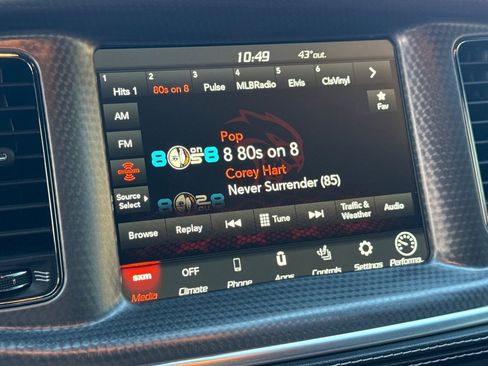 10:49 43°out.
1 2 3 4 5 6
Hits 1 80s on 8 Pulse MLBRadio Elvis ClsVinyl
AM
Fav
FM
Pop
8 80s on 8
Corey Hart
Never Surrender (85)
Source
Select
Browse Replay Tune Traffic &
Weather Audio
sxm OFF
Media Climate Phone Apps Controls Settings Performa..